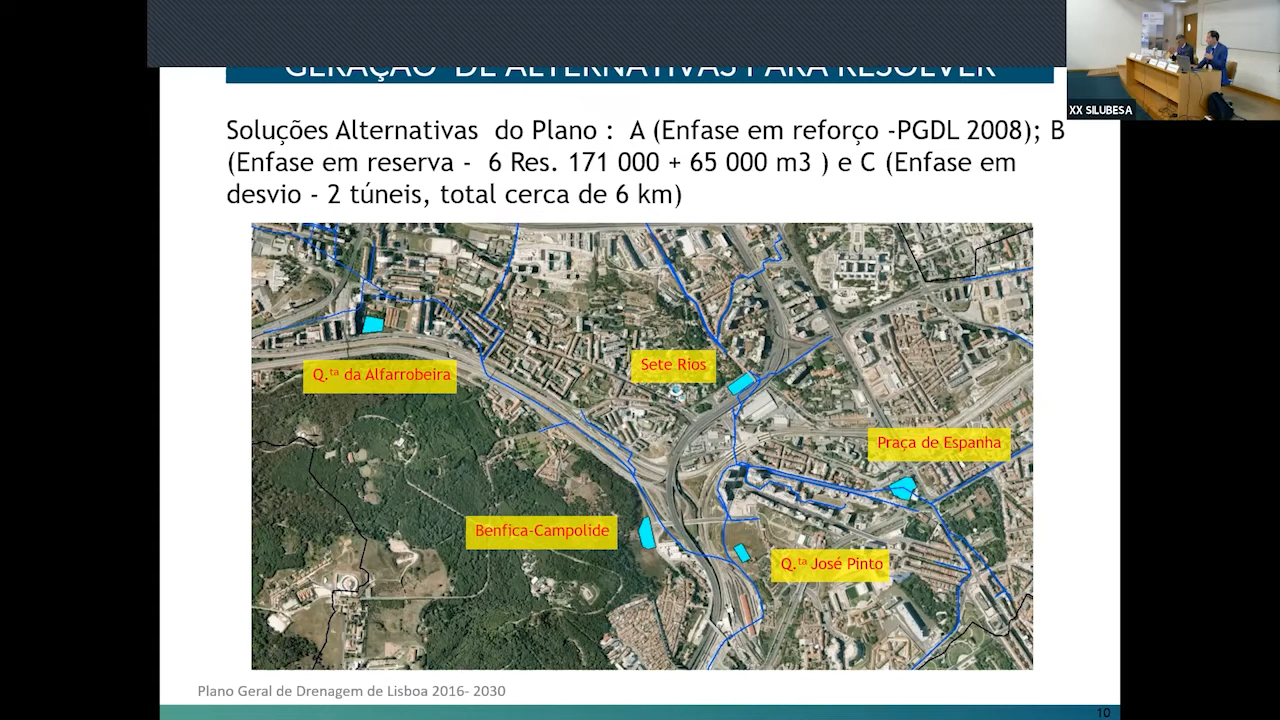 GERAÇÃO DE ALTERNATIVAS PARA RESOLVER
XX SILUBESA
Soluções Alternativas do Plano : A (Enfase em reforço -PGDL 2008); B
(Enfase em reserva - 6 Res. 171 000 + 65 000 m3 ) e C (Enfase em
desvio - 2 túneis, total cerca de 6 km)
Sete Rios
Q.ta da Alfarrobeira
Praça de Espanha
Benfica-Campolide
Q.ta José Pinto
Plano Geral de Drenagem de Lisboa 2016- 2030
10